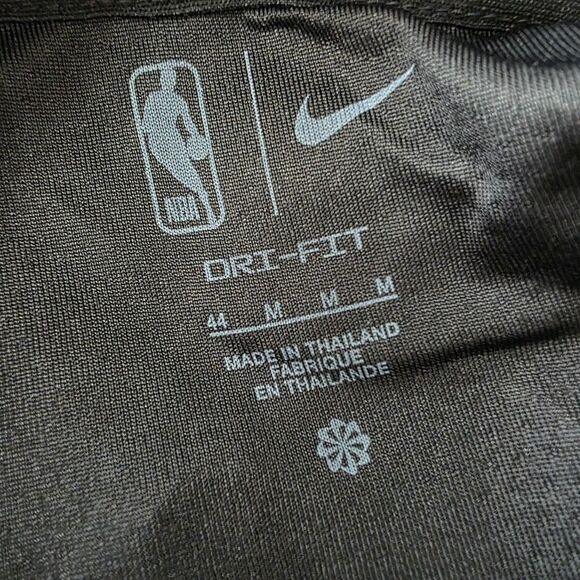 NBA
DRI-FIT
44 M M M
MADE IN THAILAND
FABRIQUE
EN THAILANDE